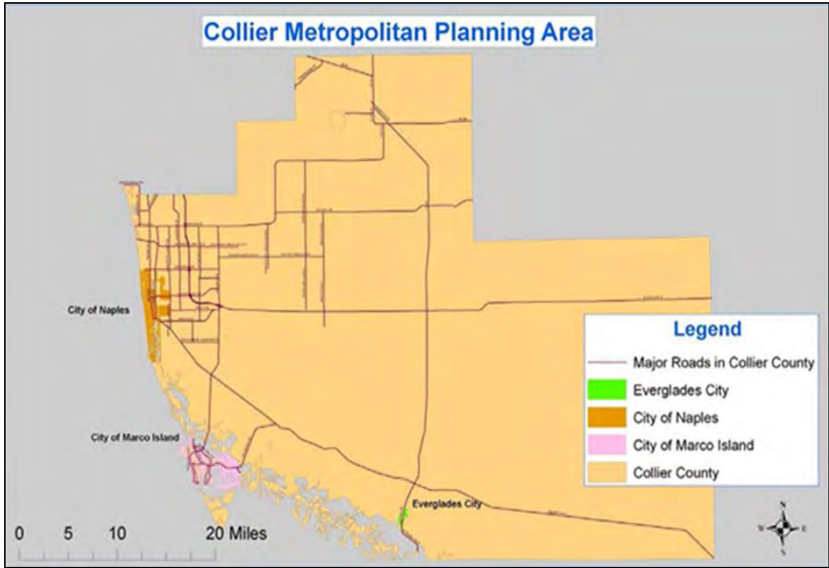 Collier Metropolitan Planning Area
City of Naples
City of Marco Island
Everglades City
Legend
Major Roads in Collier County
Everglades City
City of Naples
City of Marco Island
Collier County
0 5 10 20 Miles
N
W E
S